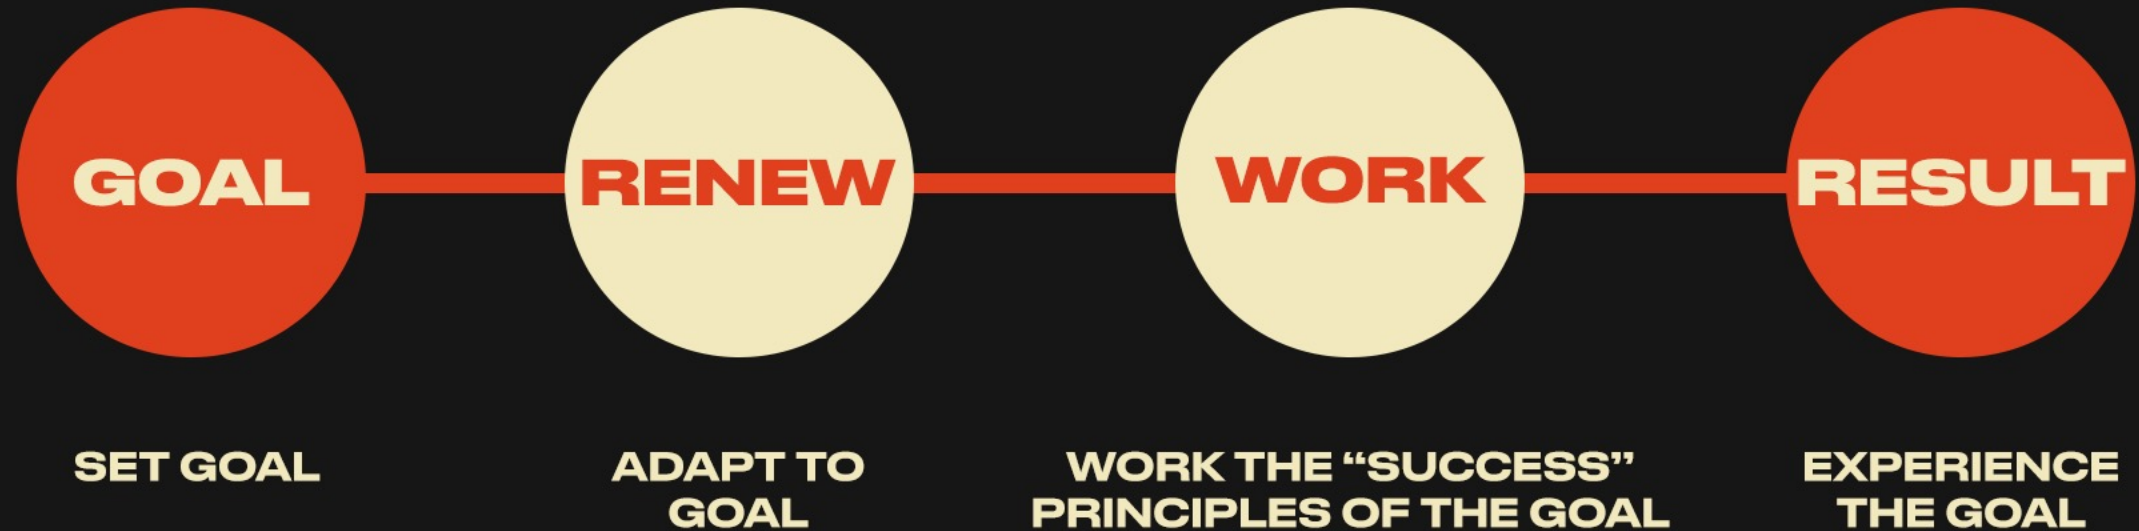 GOAL
RENEW
WORK
RESULT
SET GOAL
ADAPT TO
GOAL
WORK THE “SUCCESS”
PRINCIPLES OF THE GOAL
EXPERIENCE
THE GOAL